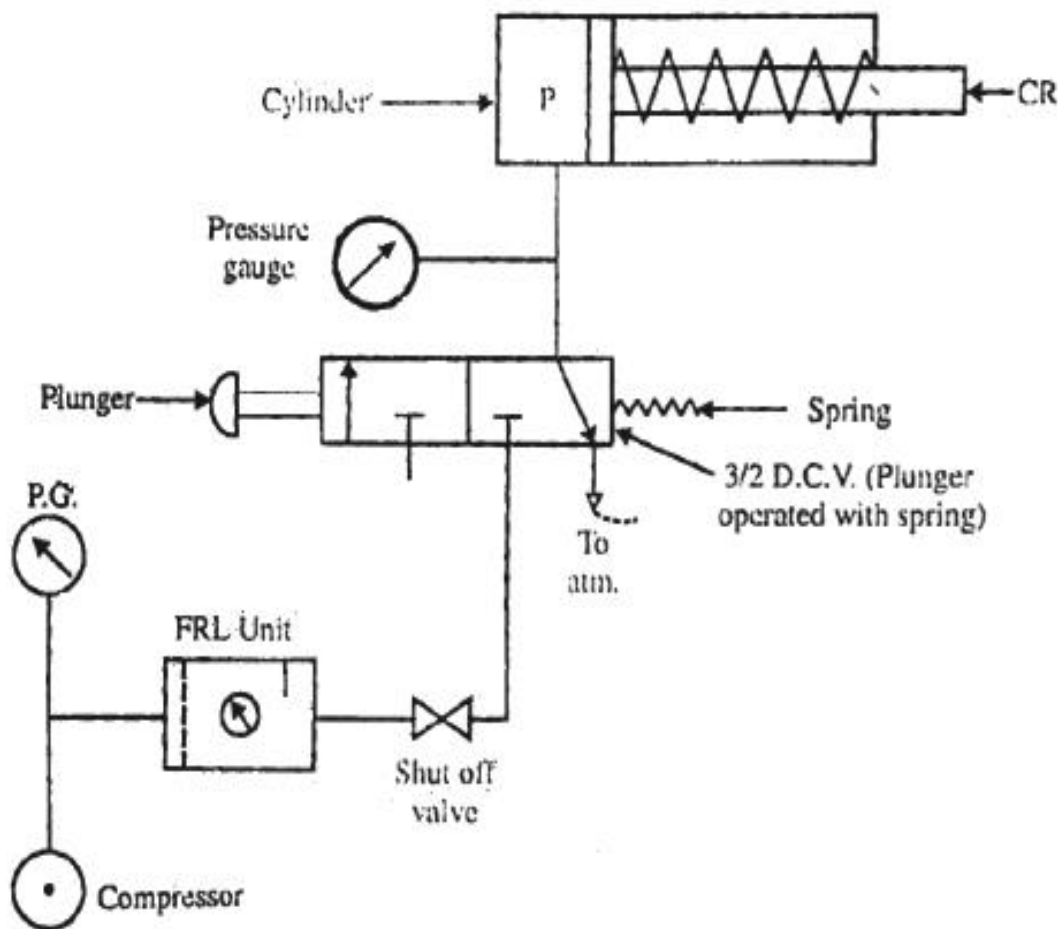 Cylinder
P
CR
Pressure
gauge
Plunger
Spring
3/2 D.C.V. (Plunger
operated with spring)
To
atm.
P.G.
FRL Unit
Shut off
valve
Compressor